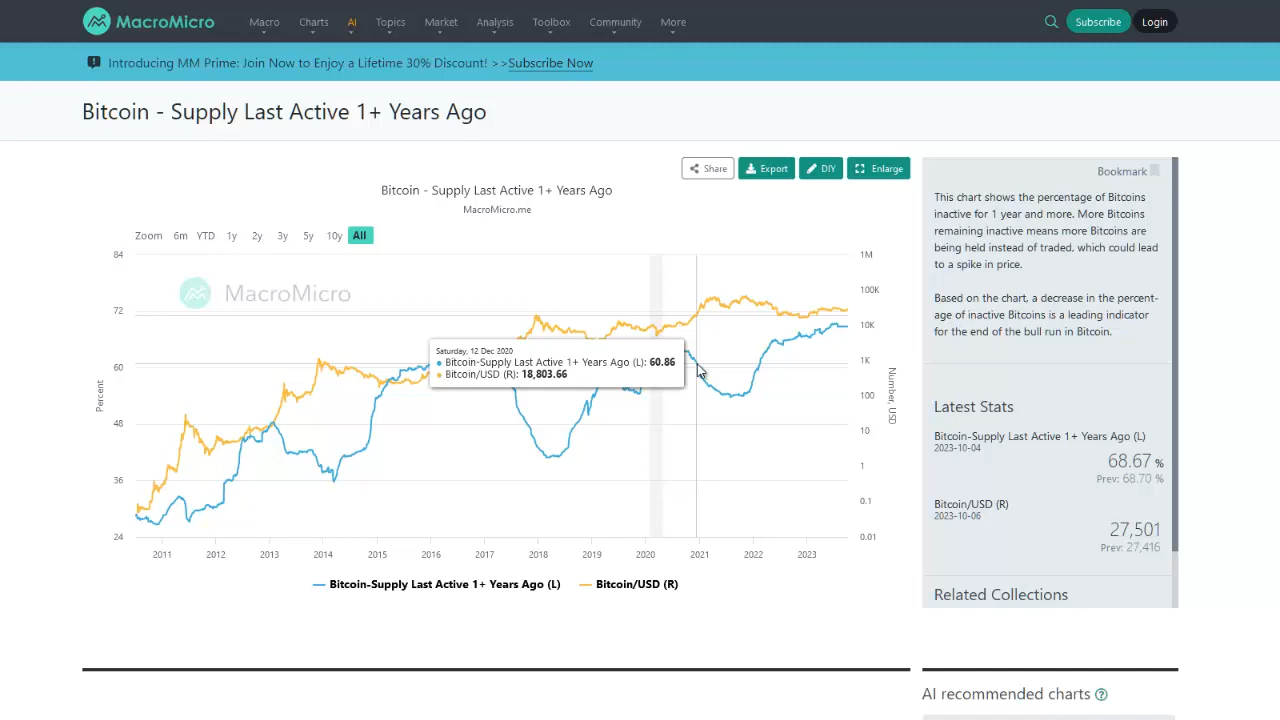 MacroMicro
Macro Charts AI Topics Market Analysis Toolbox Community More
Subscribe Login
Introducing MM Prime: Join Now to Enjoy a Lifetime 30% Discount! >>Subscribe Now
Bitcoin - Supply Last Active 1+ Years Ago
Share Export DIY Enlarge
Bitcoin - Supply Last Active 1+ Years Ago
MacroMicro.me
Zoom 6m YTD 1y 2y 3y 5y 10y All
84
72
60
48
36
24
Percent
MacroMicro
Saturday, 12 Dec 2020
Bitcoin-Supply Last Active 1+ Years Ago (L): 60.86
Bitcoin/USD (R): 18,803.66
1M
100K
10K
1K
100
10
1
0.1
0.01
Number, USD
2011 2012 2013 2014 2015 2016 2017 2018 2019 2020 2021 2022 2023
Bitcoin-Supply Last Active 1+ Years Ago (L) Bitcoin/USD (R)
Bookmark
This chart shows the percentage of Bitcoins
inactive for 1 year and more. More Bitcoins
remaining inactive means more Bitcoins are
being held instead of traded, which could lead
to a spike in price.
Based on the chart, a decrease in the percent-
age of inactive Bitcoins is a leading indicator
for the end of the bull run in Bitcoin.
Latest Stats
Bitcoin-Supply Last Active 1+ Years Ago (L)
2023-10-04
68.67 %
Prev: 68.70 %
Bitcoin/USD (R)
2023-10-06
27,501
Prev: 27,416
Related Collections
AI recommended charts ?